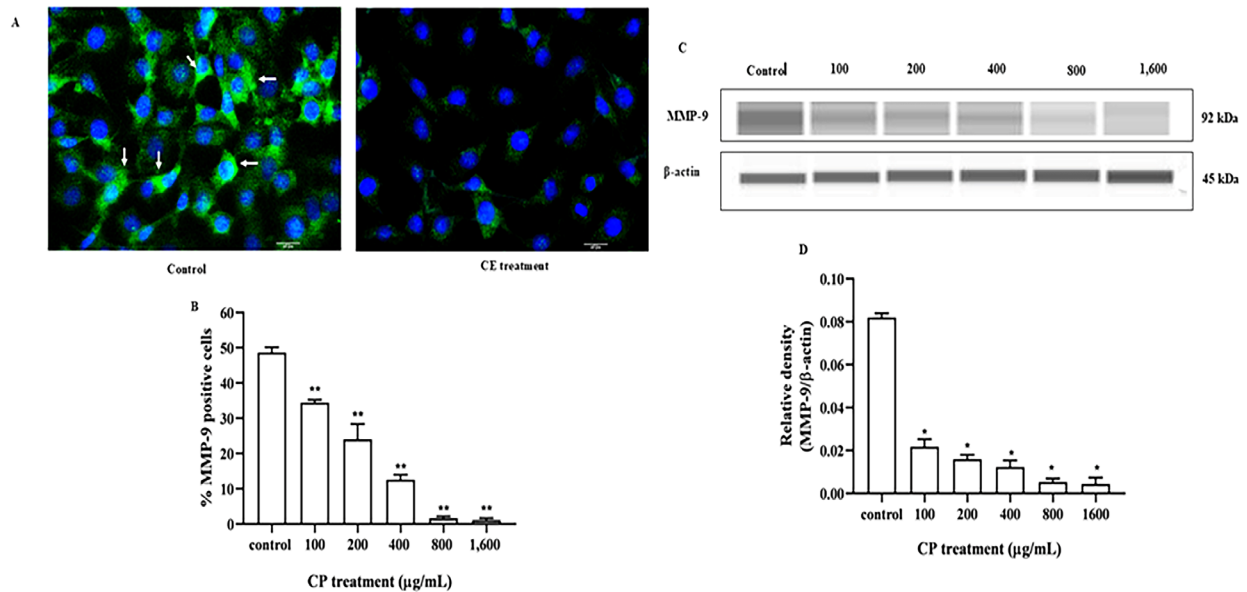 A
Control
CE treatment
B
% MMP-9 positive cells
60
50
40
30
20
10
0
**
**
**
**
**
control 100 200 400 800 1,600
CP treatment (µg/mL)
C
Control 100 200 400 800 1,600
MMP-9 92 kDa
β-actin 45 kDa
D
Relative density
(MMP-9/β-actin)
0.10
0.08
0.06
0.04
0.02
0.00
*
*
*
*
*
control 100 200 400 800 1600
CP treatment (µg/mL)